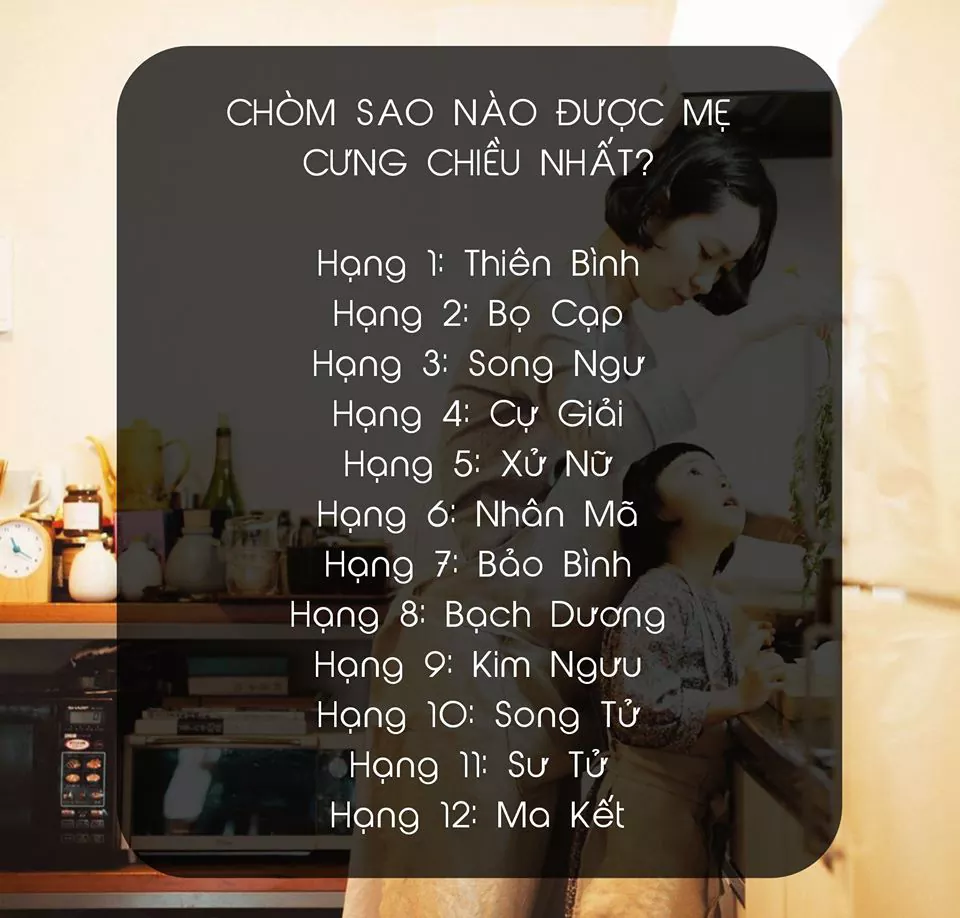 CHÒM SAO NÀO ĐƯỢC MẸ
CƯNG CHIỀU NHẤT?
Hạng 1: Thiên Bình
Hạng 2: Bọ Cạp
Hạng 3: Song Ngư
Hạng 4: Cự Giải
Hạng 5: Xử Nữ
Hạng 6: Nhân Mã
Hạng 7: Bảo Bình
Hạng 8: Bạch Dương
Hạng 9: Kim Ngưu
Hạng 10: Song Tử
Hạng 11: Sư Tử
Hạng 12: Ma Kết
SHARP